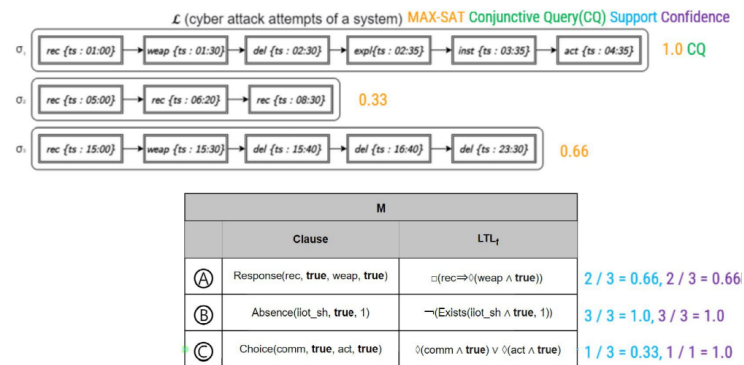 ℒ (cyber attack attempts of a system) MAX-SAT Conjunctive Query(CQ) Support Confidence
σ₁ rec {ts : 01:00} weap {ts : 01:30} del {ts : 02:30} expl{ts : 02:35} inst {ts : 03:35} act {ts : 04:35} 1.0 CQ
σ₂ rec {ts : 05:00} rec {ts : 06:20} rec {ts : 08:30} 0.33
σ₃ rec {ts : 15:00} weap {ts : 15:30} del {ts : 15:40} del {ts : 16:40} del {ts : 23:30} 0.66
M
Clause LTLf
A Response(rec, true, weap, true) □(rec⇒◊(weap ∧ true)) 2 / 3 = 0.66, 2 / 3 = 0.66
B Absence(iiot_sh, true, 1) ¬(Exists(iiot_sh ∧ true, 1)) 3 / 3 = 1.0, 3 / 3 = 1.0
C Choice(comm, true, act, true) ◊(comm ∧ true) ∨ ◊(act ∧ true) 1 / 3 = 0.33, 1 / 1 = 1.0